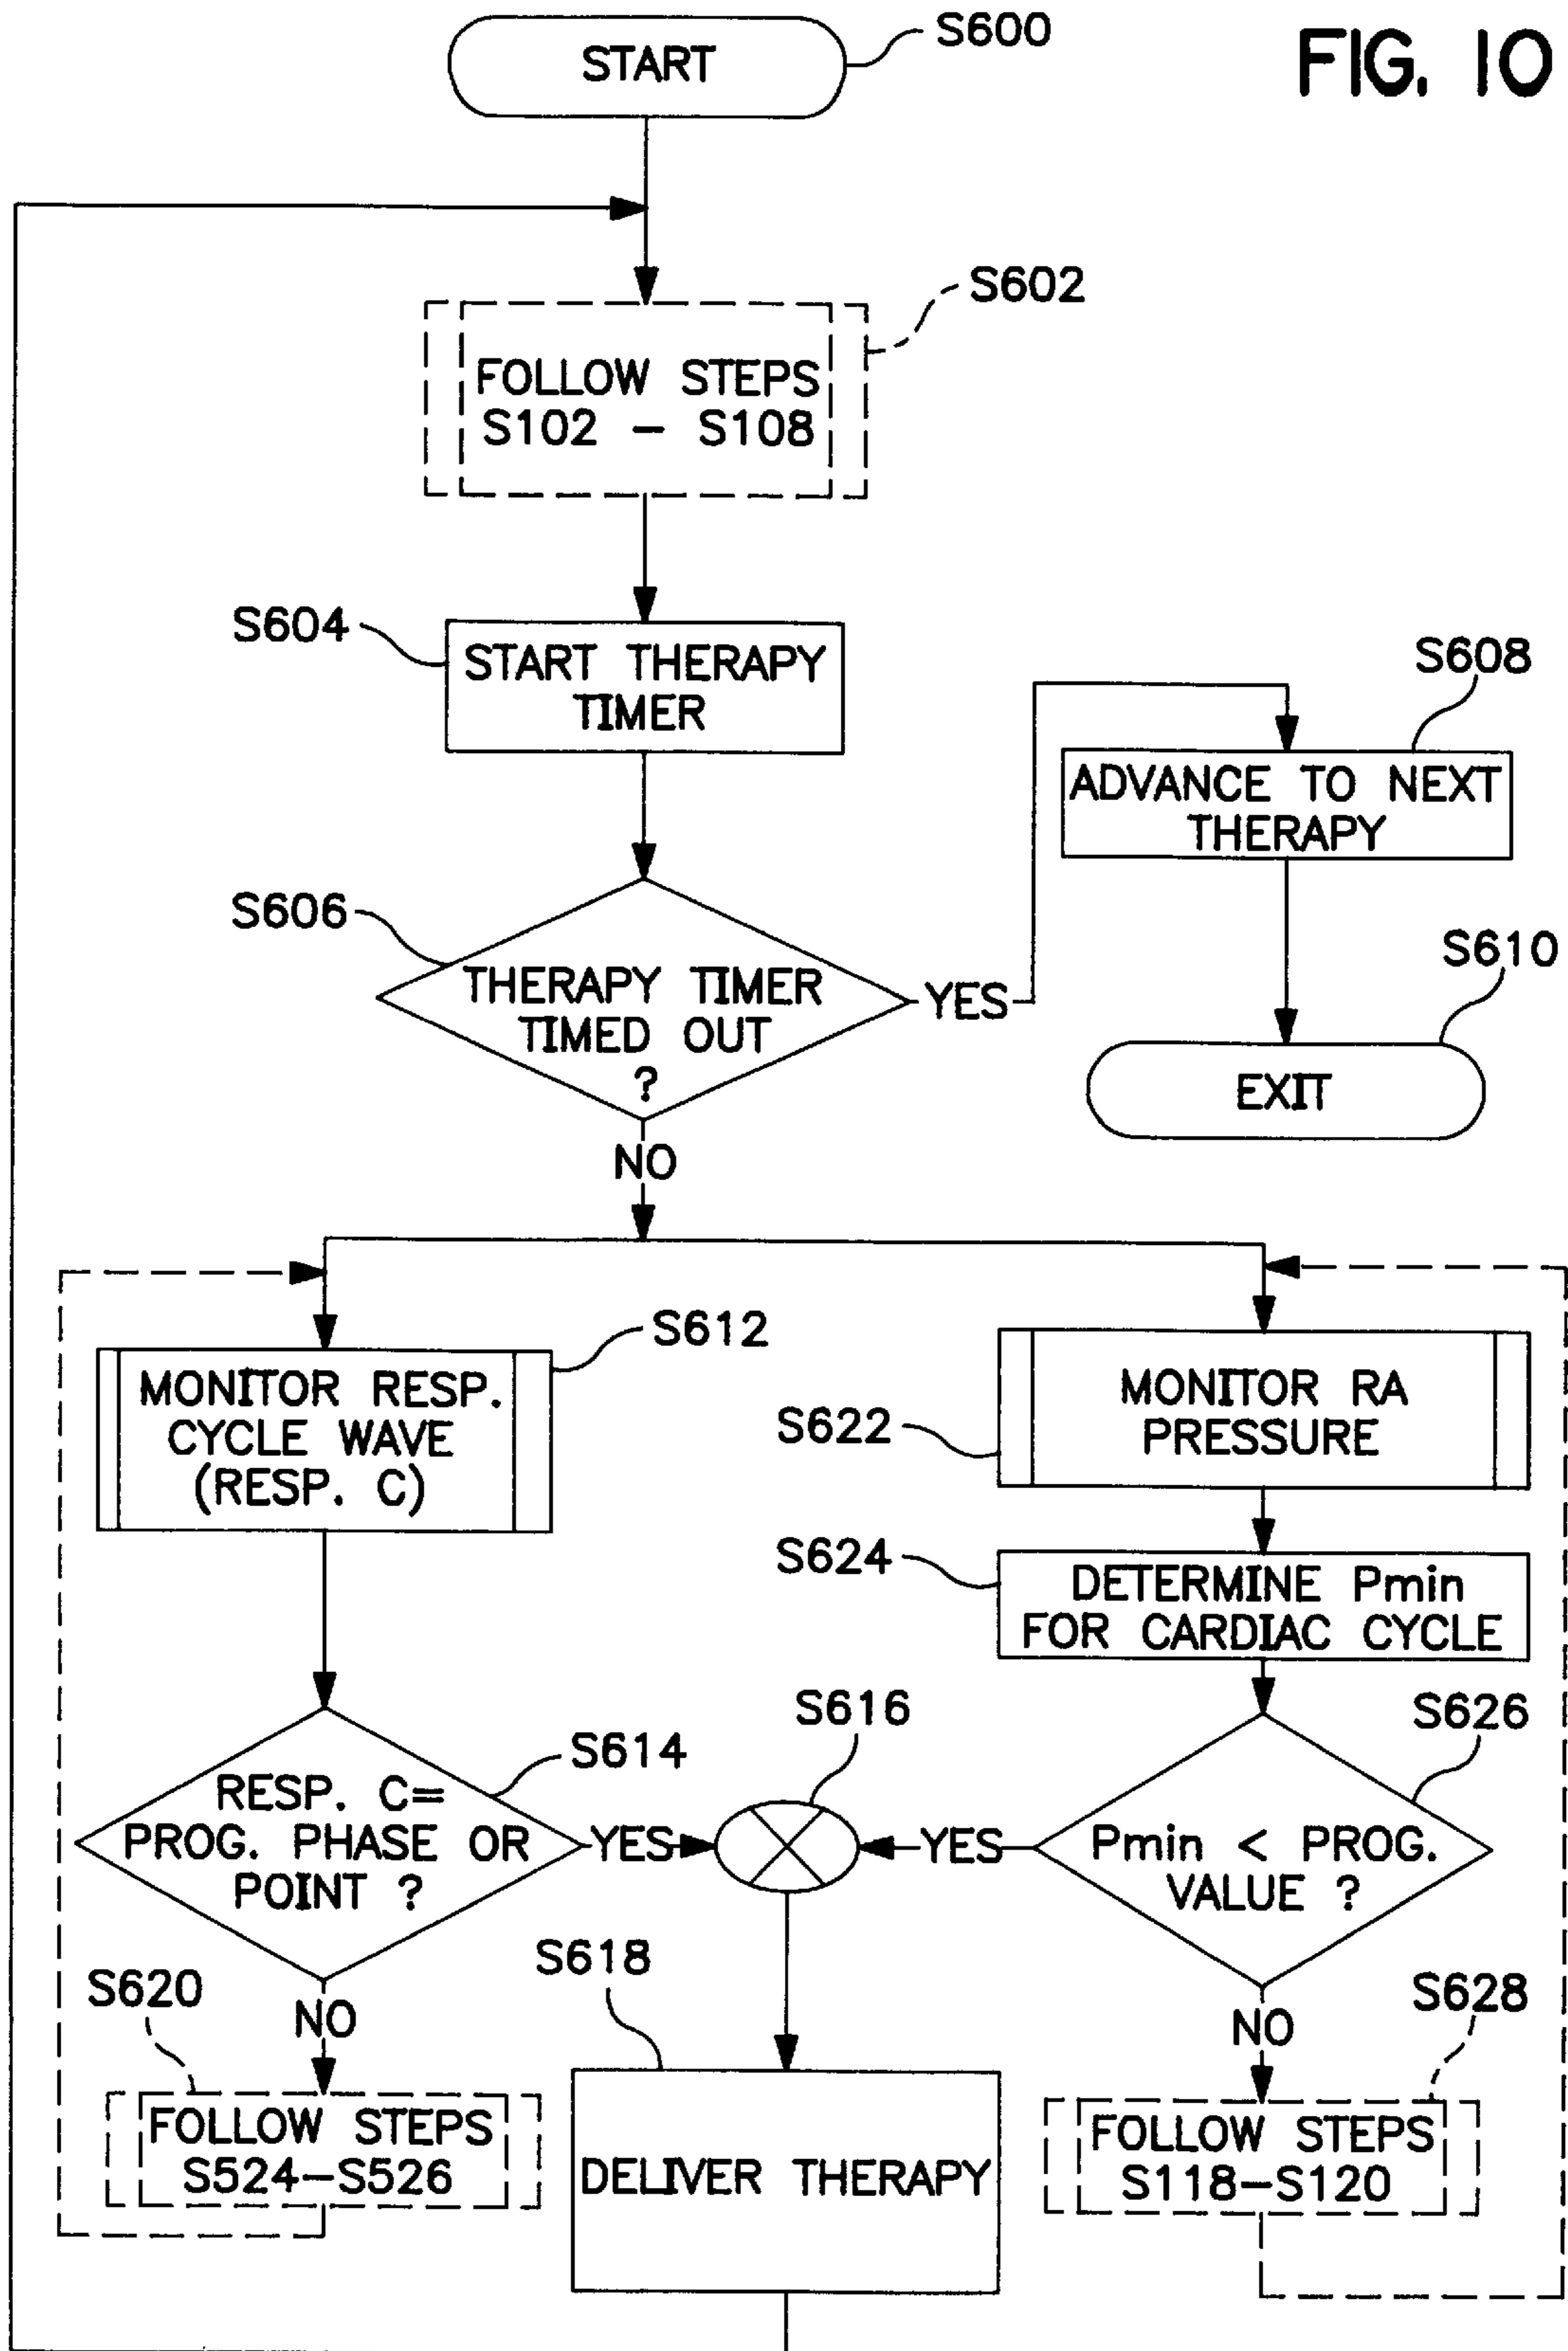 FIG. 10
START
S600
S602
FOLLOW STEPS
S102 - S108
S604
START THERAPY
TIMER
S608
ADVANCE TO NEXT
THERAPY
S606
THERAPY TIMER
TIMED OUT
?
YES
S610
EXIT
NO
S612
MONITOR RESP.
CYCLE WAVE
(RESP. C)
S622
MONITOR RA
PRESSURE
S624
DETERMINE Pmin
FOR CARDIAC CYCLE
S614
RESP. C=
PROG. PHASE OR
POINT ?
YES
S616
YES
S626
Pmin < PROG.
VALUE ?
S620
NO
FOLLOW STEPS
S524-S526
S618
DELIVER THERAPY
NO
S628
FOLLOW STEPS
S118-S120